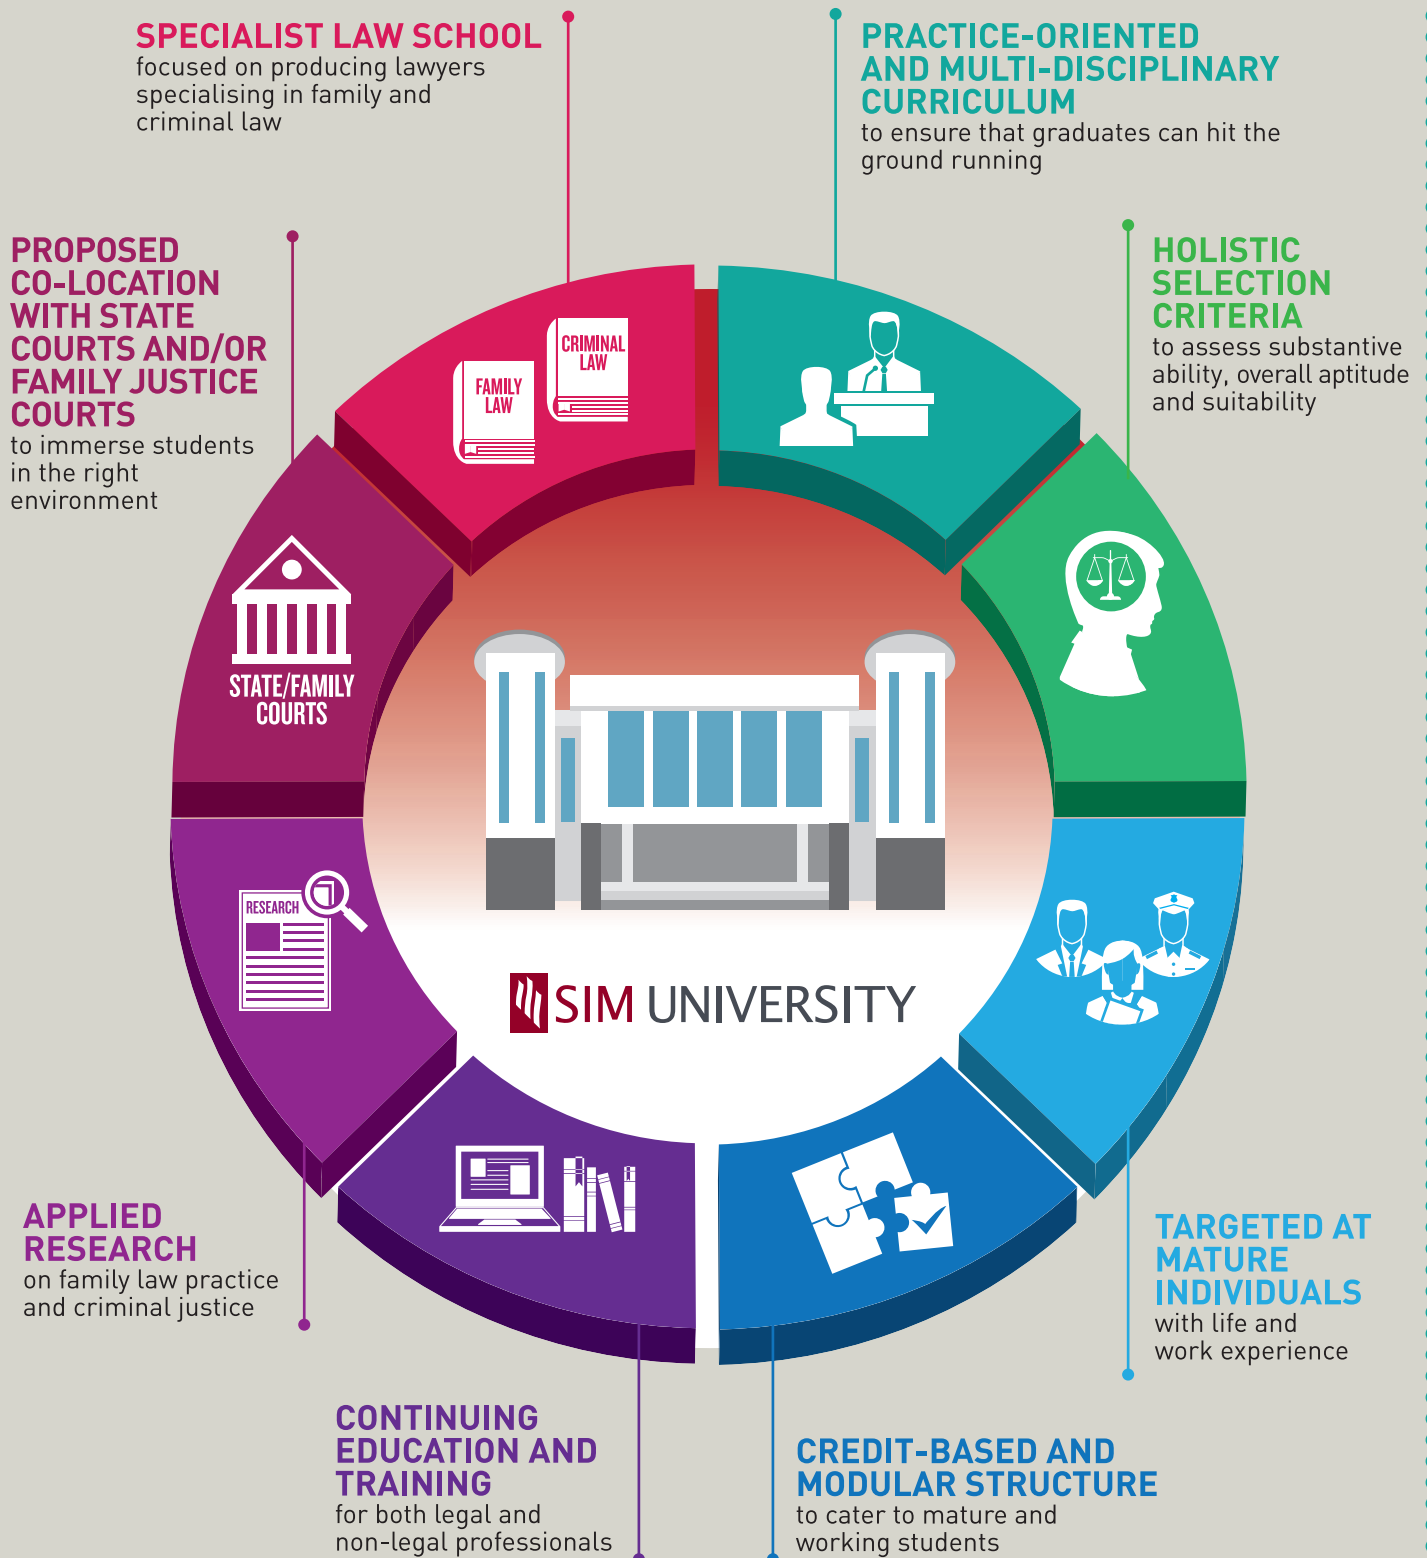 SPECIALIST LAW SCHOOL
focused on producing lawyers
specialising in family and
criminal law
PRACTICE-ORIENTED
AND MULTI-DISCIPLINARY
CURRICULUM
to ensure that graduates can hit the
ground running
PROPOSED
CO-LOCATION
WITH STATE
COURTS AND/OR
FAMILY JUSTICE
COURTS
to immerse students
in the right
environment
HOLISTIC
SELECTION
CRITERIA
to assess substantive
ability, overall aptitude
and suitability
FAMILY
LAW
CRIMINAL
LAW
STATE/FAMILY
COURTS
RESEARCH
SIM UNIVERSITY
APPLIED
RESEARCH
on family law practice
and criminal justice
TARGETED AT
MATURE
INDIVIDUALS
with life and
work experience
CONTINUING
EDUCATION AND
TRAINING
for both legal and
non-legal professionals
CREDIT-BASED AND
MODULAR STRUCTURE
to cater to mature and
working students